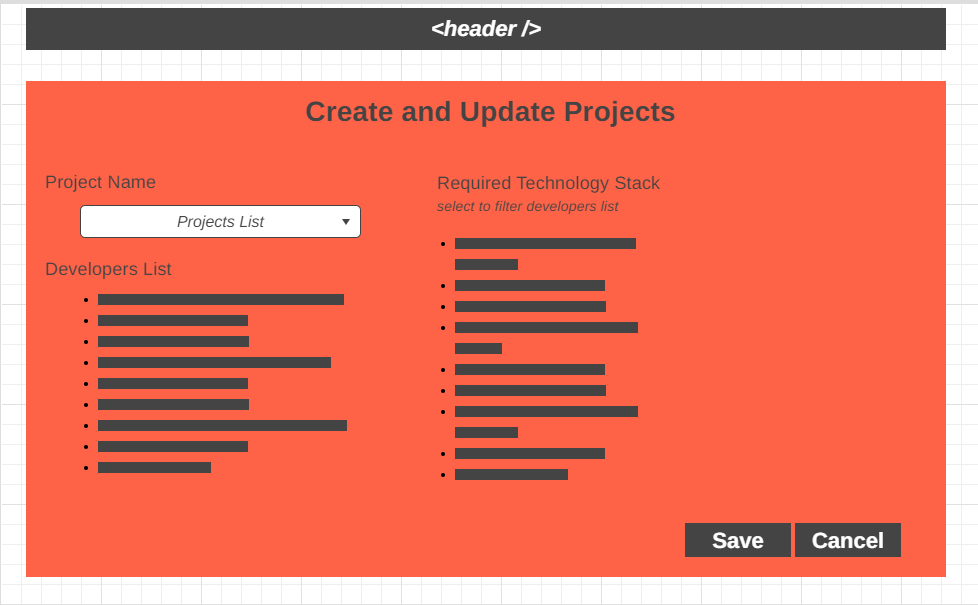 <header />
Create and Update Projects
Project Name
Projects List
Developers List
Required Technology Stack
select to filter developers list
Save
Cancel